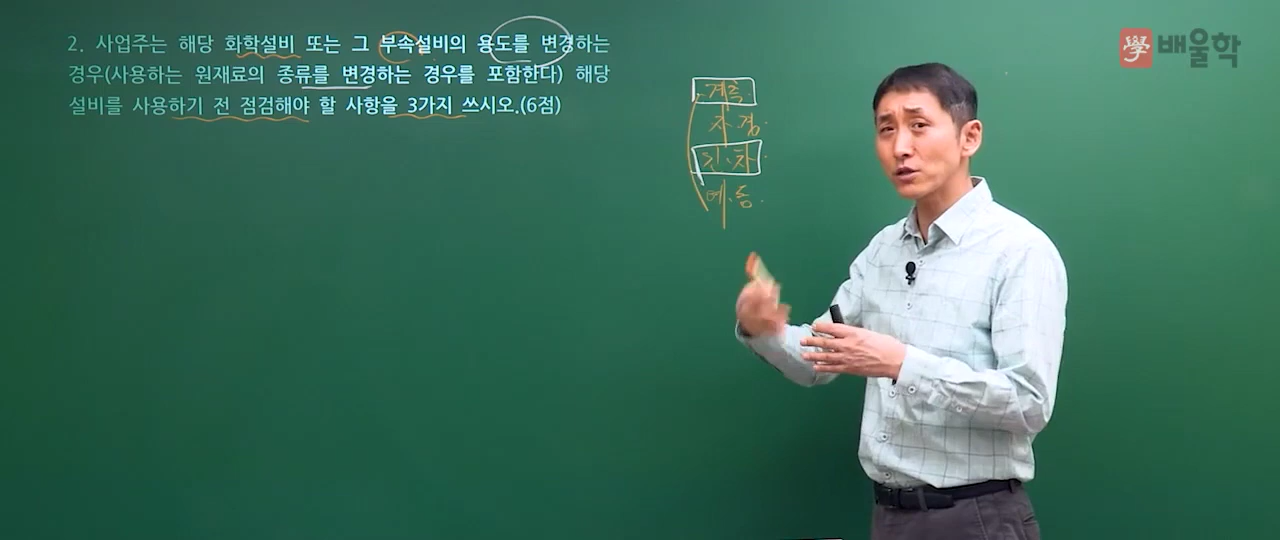 2. 사업주는 해당 화학설비 또는 그 부속설비의 용도를 변경하는
경우(사용하는 원재료의 종류를 변경하는 경우를 포함한다) 해당
설비를 사용하기 전 점검해야 할 사항을 3가지 쓰시오.(6점)
學 배울학
계측
자·경·
긴·차·
예·동·